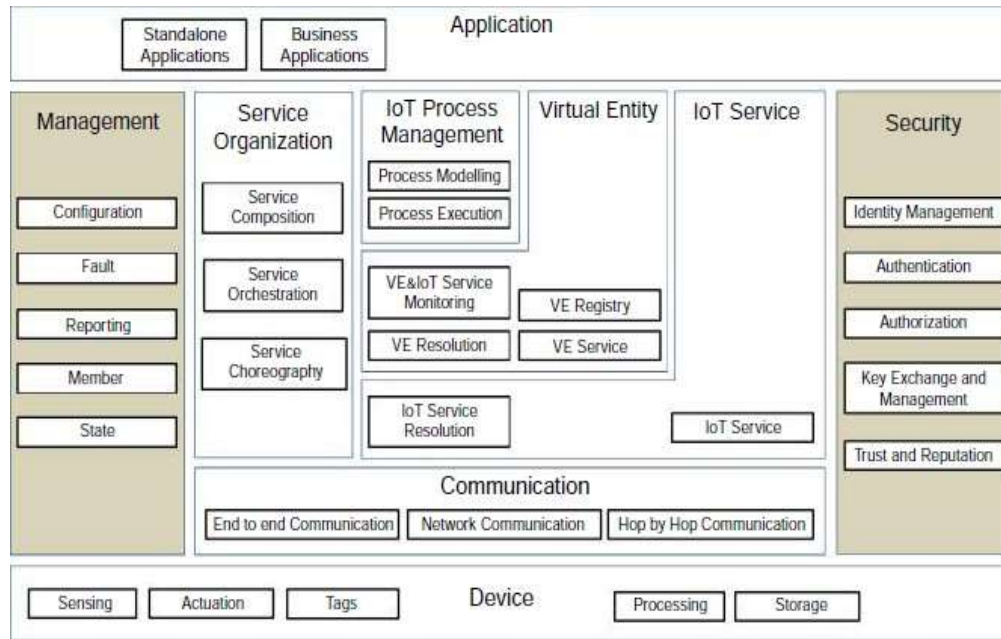 Application
Standalone
Applications
Business
Applications
Management
Configuration
Fault
Reporting
Member
State
Service
Organization
Service
Composition
Service
Orchestration
Service
Choreography
IoT Process
Management
Process Modelling
Process Execution
Virtual Entity
VE&IoT Service
Monitoring
VE Resolution
VE Registry
VE Service
IoT Service
IoT Service
Resolution
IoT Service
Security
Identity Management
Authentication
Authorization
Key Exchange and
Management
Trust and Reputation
Communication
End to end Communication
Network Communication
Hop by Hop Communication
Device
Sensing
Actuation
Tags
Processing
Storage